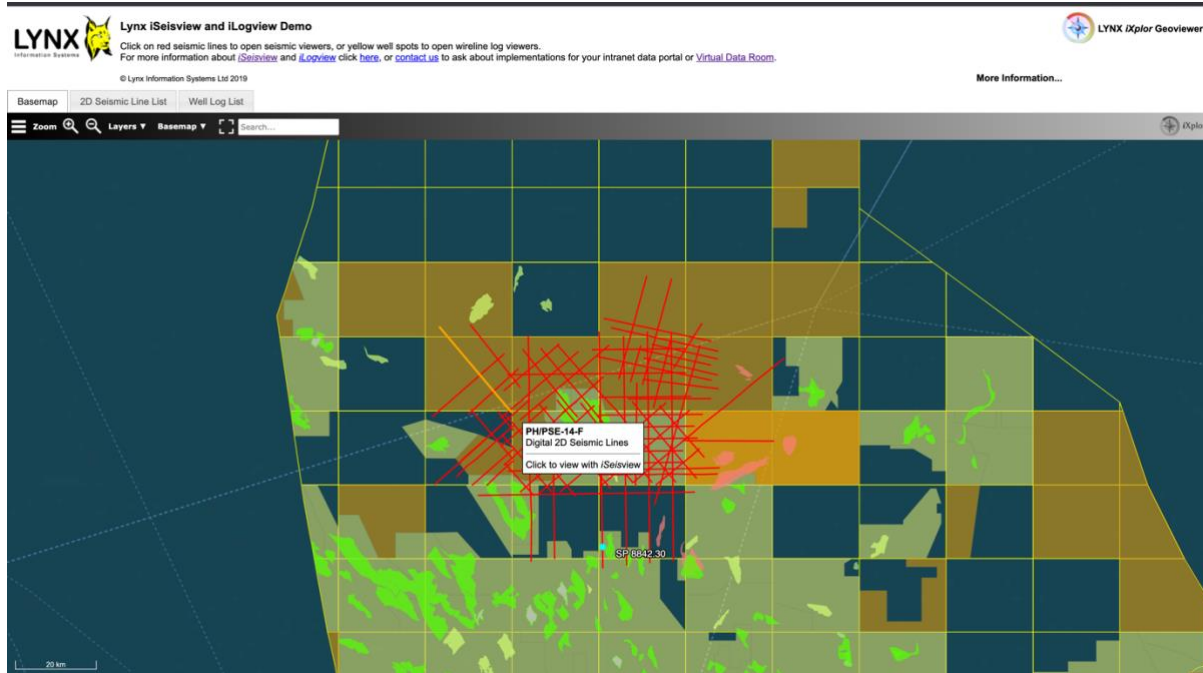 LYNX
Information Systems
Lynx iSeisview and iLogview Demo
Click on red seismic lines to open seismic viewers, or yellow well spots to open wireline log viewers.
For more information about iSeisview and iLogview click here, or contact us to ask about implementations for your intranet data portal or Virtual Data Room.
© Lynx Information Systems Ltd 2019
LYNX iXplor Geoviewer
More Information...
Basemap 2D Seismic Line List Well Log List
Zoom Layers ▼ Basemap ▼ Search...
iXplo
PH/PSE-14-F
Digital 2D Seismic Lines
Click to view with iSeisview
SP 8842.30
20 km